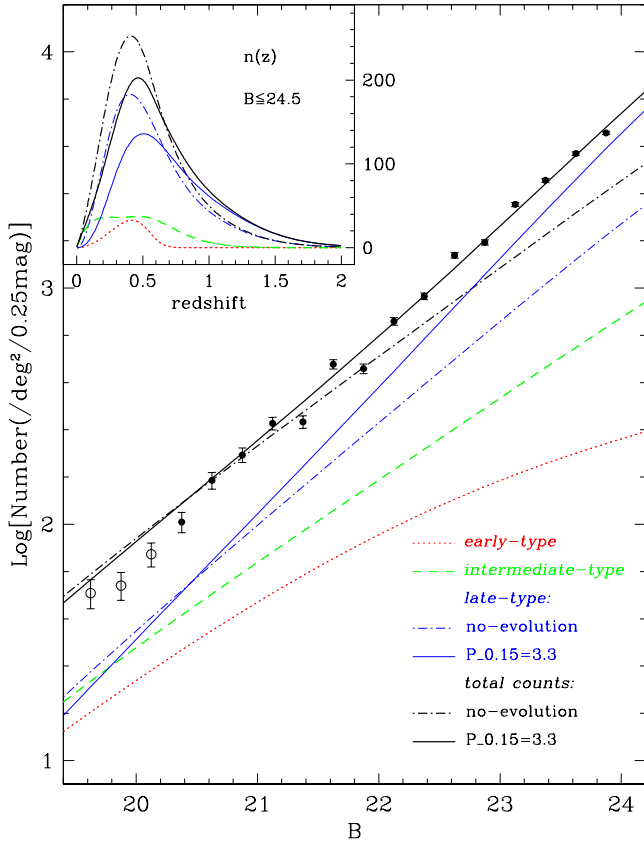 n(z)
B≦24.5
200
100
0
0
0.5
1
1.5
2
redshift
4
3
2
1
Log[Number(/deg²/0.25mag)]
early-type
intermediate-type
late-type:
no-evolution
P_0.15=3.3
total counts:
no-evolution
P_0.15=3.3
20
21
22
23
24
B